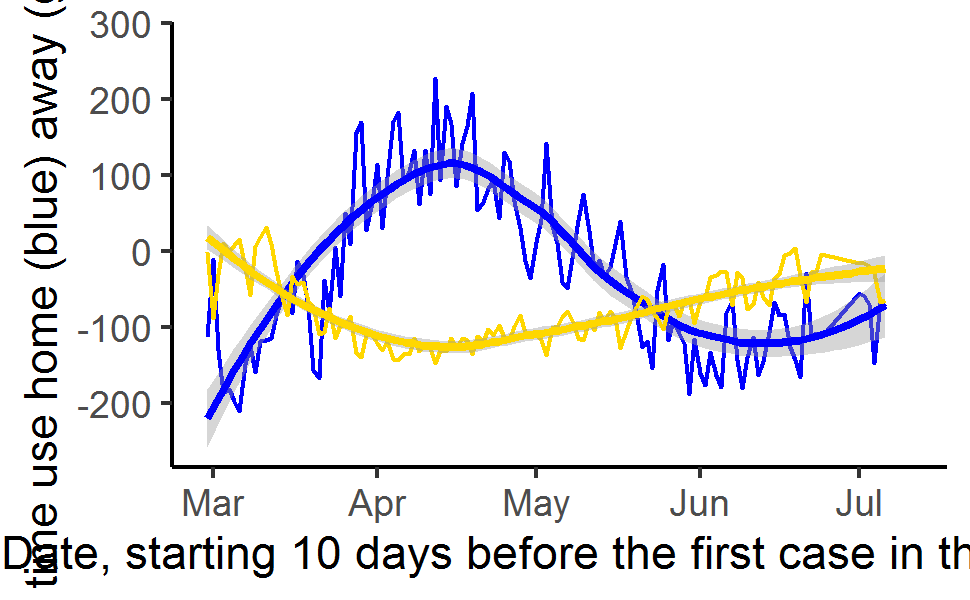 300
200
100
0
-100
-200
time use home (blue) away (
Mar Apr May Jun Jul
Date, starting 10 days before the first case in th